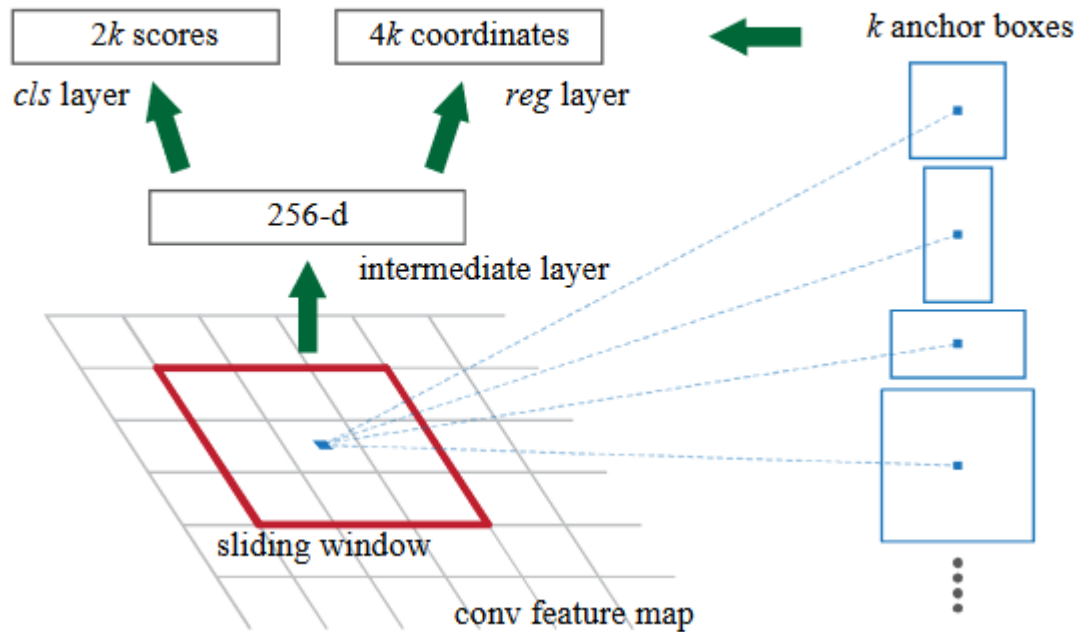 2k scores
4k coordinates
k anchor boxes
cls layer
reg layer
256-d
intermediate layer
sliding window
conv feature map